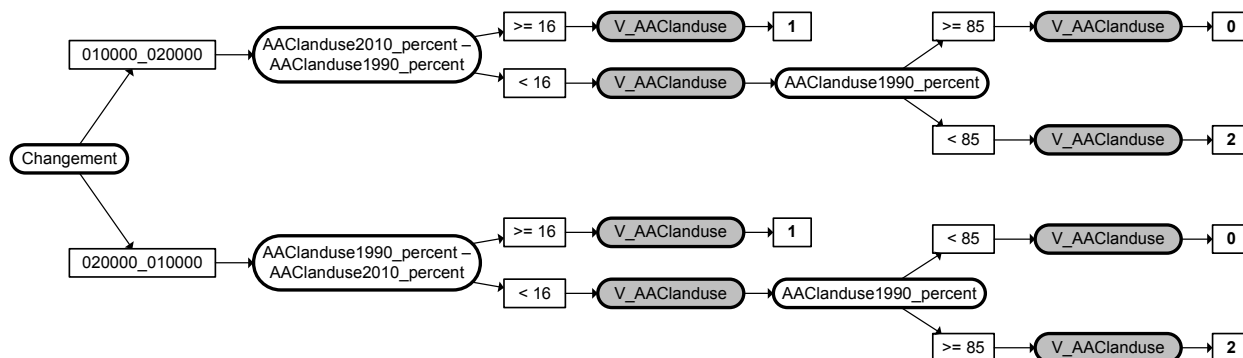 >= 16
V_AAClanduse
1
>= 85
V_AAClanduse
0
010000_020000
AAClanduse2010_percent –
AAClanduse1990_percent
< 16
V_AAClanduse
AAClanduse1990_percent
< 85
V_AAClanduse
2
Changement
>= 16
V_AAClanduse
1
< 85
V_AAClanduse
0
020000_010000
AAClanduse1990_percent –
AAClanduse2010_percent
< 16
V_AAClanduse
AAClanduse1990_percent
>= 85
V_AAClanduse
2